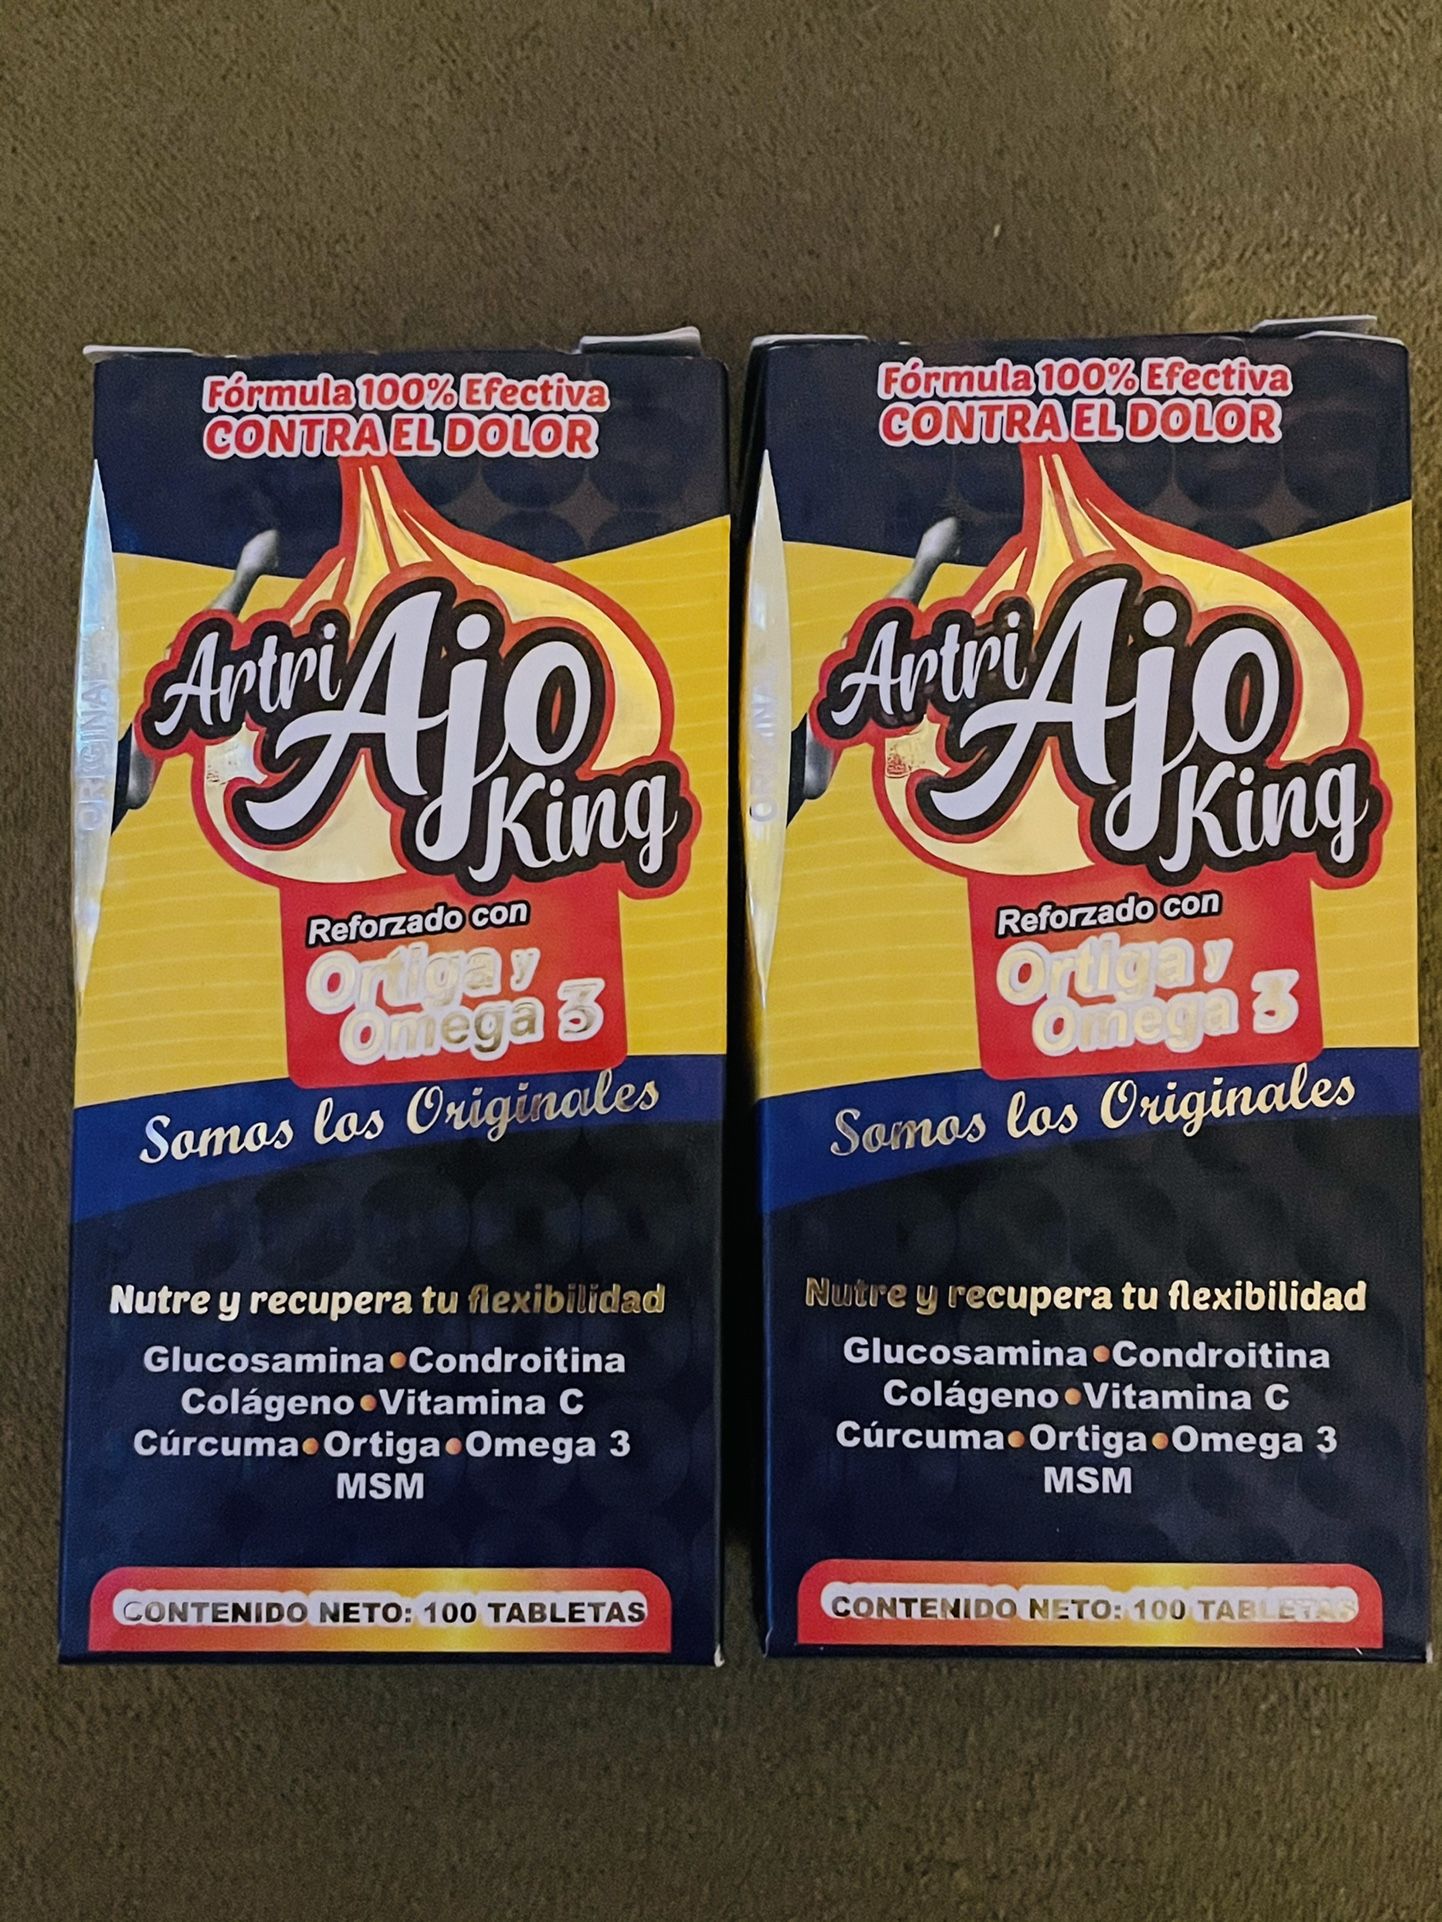 Fórmula 100% Efectiva
CONTRA EL DOLOR
ORIGINAL
Artri Ajo
King
Reforzado con
Ortiga y
Omega 3
Somos los Originales
Nutre y recupera tu flexibilidad
Glucosamina • Condroitina
Colágeno • Vitamina C
Cúrcuma • Ortiga • Omega 3
MSM
CONTENIDO NETO: 100 TABLETAS
Fórmula 100% Efectiva
CONTRA EL DOLOR
Artri Ajo
King
Reforzado con
Ortiga y
Omega 3
Somos los Originales
Nutre y recupera tu flexibilidad
Glucosamina • Condroitina
Colágeno • Vitamina C
Cúrcuma • Ortiga • Omega 3
MSM
CONTENIDO NETO: 100 TABLETAS